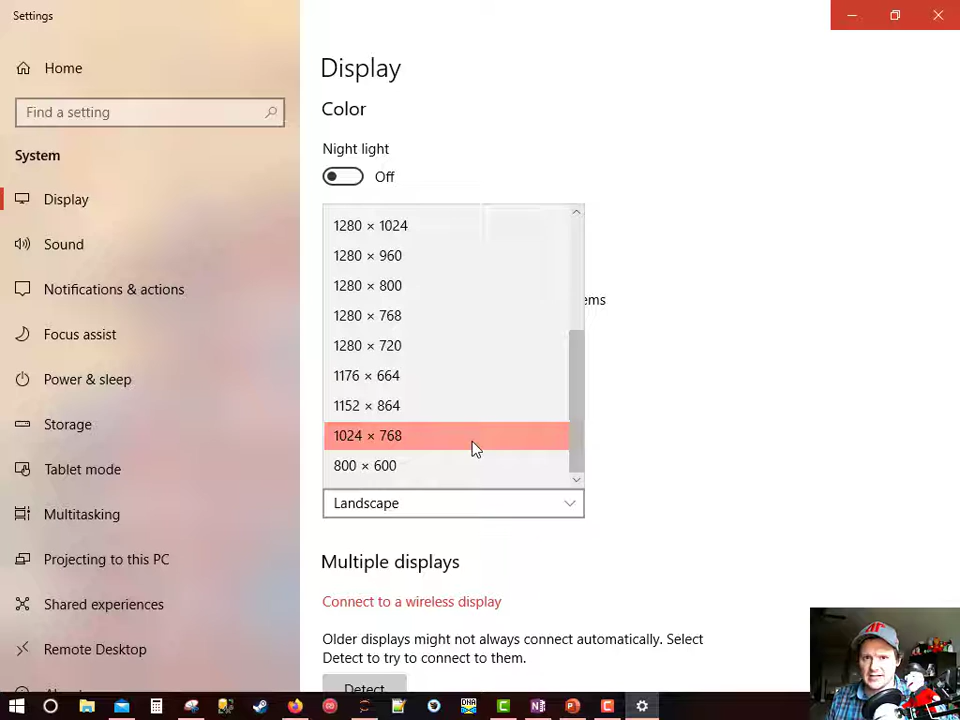 Settings
Home
Find a setting
System
Display
Sound
Notifications & actions
Focus assist
Power & sleep
Storage
Tablet mode
Multitasking
Projecting to this PC
Shared experiences
Remote Desktop
Display
Color
Night light
Off
1280 × 1024
1280 × 960
1280 × 800
1280 × 768
1280 × 720
1176 × 664
1152 × 864
1024 × 768
800 × 600
ems
Landscape
Multiple displays
Connect to a wireless display
Older displays might not always connect automatically. Select
Detect to try to connect to them.
Detect
DNA